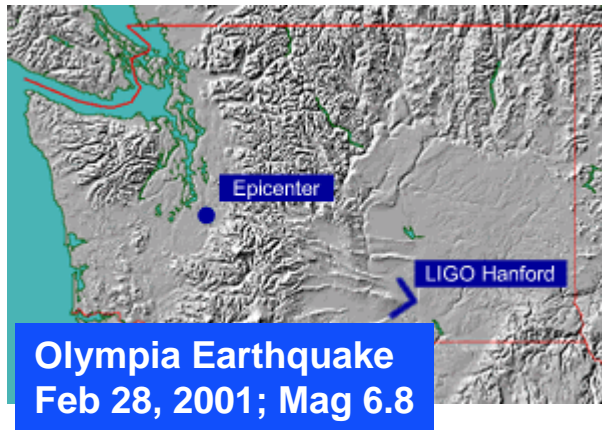 Epicenter
LIGO Hanford
Olympia Earthquake
Feb 28, 2001; Mag 6.8